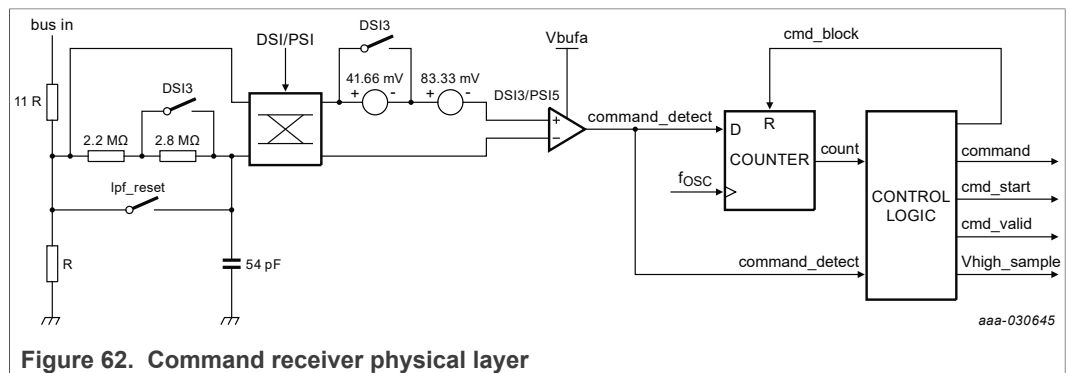 bus in
DSI3
DSI/PSI
Vbufa
cmd_block
41.66 mV
83.33 mV
11 R
DSI3
DSI3/PSI5
command_detect
D
R
2.2 MΩ
2.8 MΩ
COUNTER
count
command
lpf_reset
fOSC
CONTROL
LOGIC
cmd_start
cmd_valid
R
54 pF
command_detect
Vhigh_sample
+ -
+ -
+
−
aaa-030645
Figure 62. Command receiver physical layer